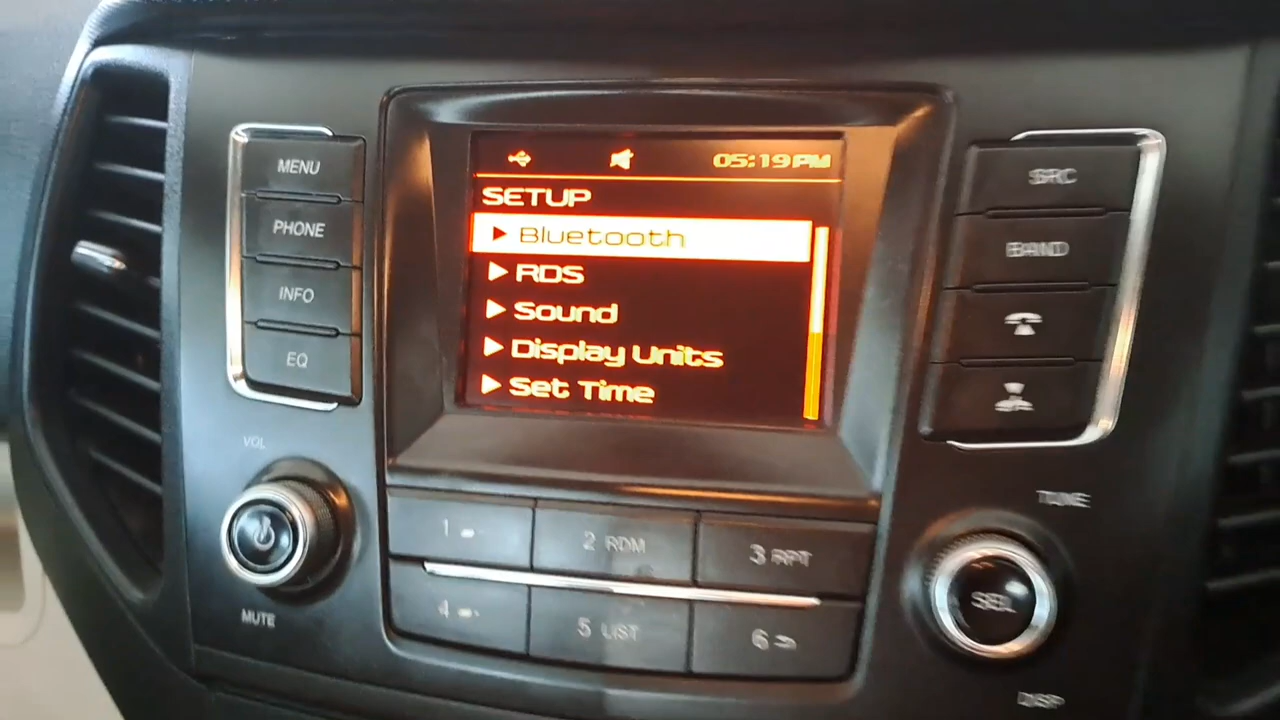 05:19 PM
SETUP
Bluetooth
RDS
Sound
Display Units
Set Time
MENU
PHONE
INFO
EQ
VOL
MUTE
SRC
BAND
TUNE
SEL
DISP
1
2 RDM
3 RPT
4
5 LIST
6